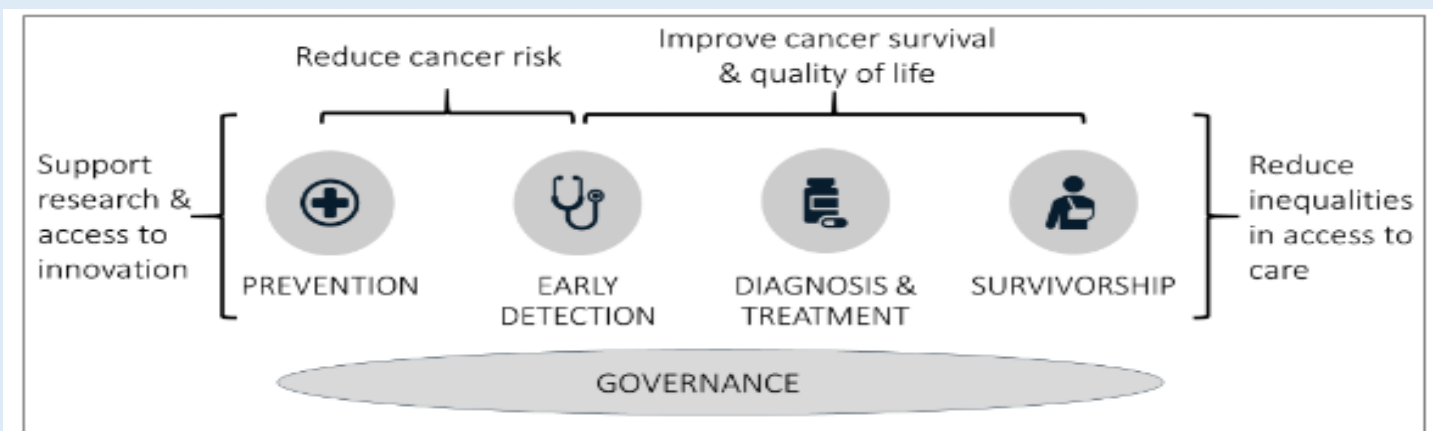 Reduce cancer risk
Improve cancer survival
& quality of life
Support
research &
access to
innovation
PREVENTION
EARLY
DETECTION
DIAGNOSIS &
TREATMENT
SURVIVORSHIP
Reduce
inequalities
in access to
care
GOVERNANCE